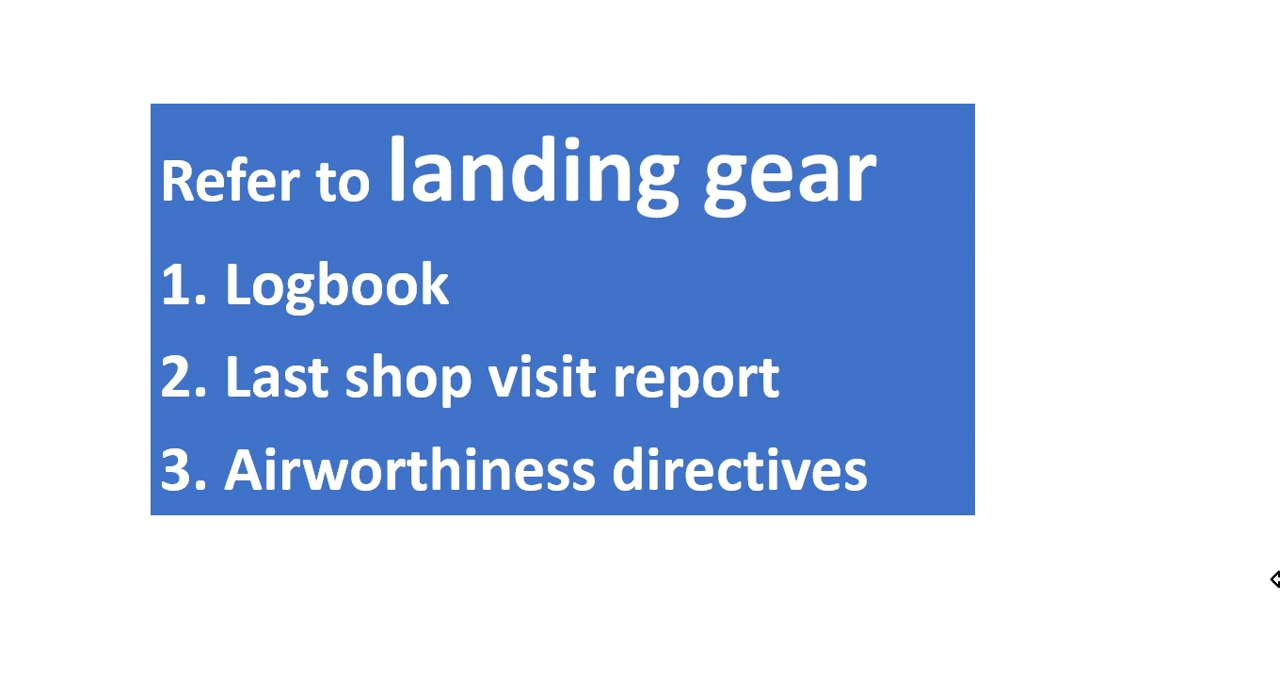 Refer to landing gear
1. Logbook
2. Last shop visit report
3. Airworthiness directives